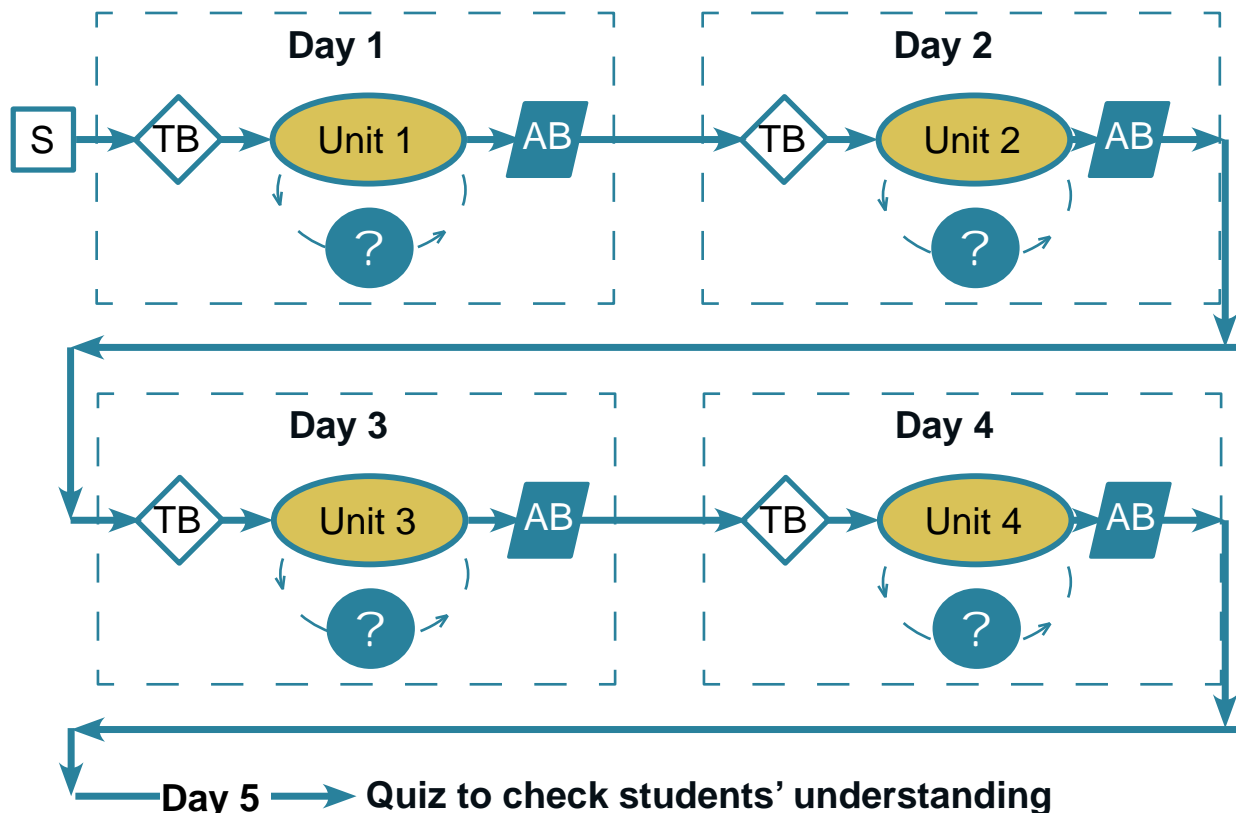 Day 1
Day 2
S
TB
Unit 1
AB
TB
Unit 2
AB
?
?
Day 3
Day 4
TB
Unit 3
AB
TB
Unit 4
AB
?
?
Day 5
Quiz to check students’ understanding